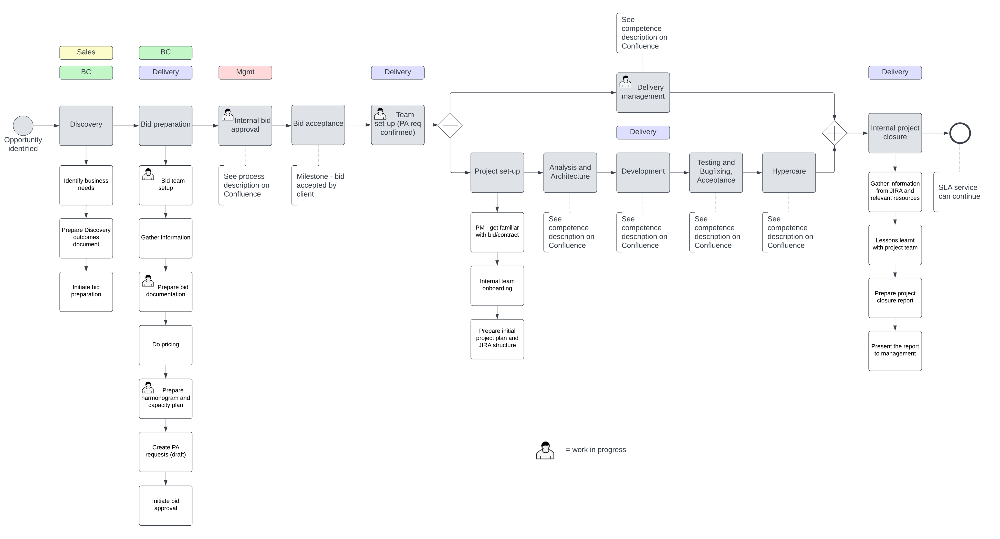 See
competence
description on
Confluence
Sales
BC
BC
Delivery
Mgmt
Delivery
Delivery
Delivery
management
Opportunity
identified
Discovery
Bid preparation
Internal bid
approval
Bid acceptance
Team
set-up (PA req
confirmed)
Delivery
Internal project
closure
Project set-up
Analysis and
Architecture
Development
Testing and
Bugfixing,
Acceptance
Hypercare
Identify business
needs
Prepare Discovery
outcomes
document
Initiate bid
preparation
Bid team
setup
Gather information
Prepare bid
documentation
Do pricing
Prepare
harmonogram and
capacity plan
Create PA
requests (draft)
Initiate bid
approval
See process
description on
Confluence
Milestone - bid
accepted by
client
PM - get familiar
with bid/contract
Internal team
onboarding
Prepare initial
project plan and
JIRA structure
See
competence
description on
Confluence
See
competence
description on
Confluence
See
competence
description on
Confluence
See
competence
description on
Confluence
Gather information
from JIRA and
relevant resources
Lessons learnt
with project team
Prepare project
closure report
Present the report
to management
SLA service
can continue
= work in progress